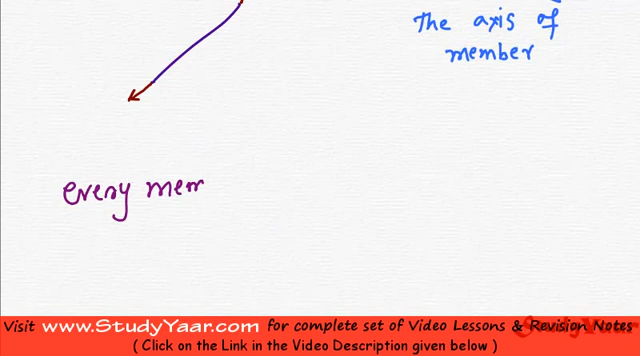 The axis of
member
Every mem
Visit www.StudyYaar.com for complete set of Video Lessons & Revision Notes
( Click on the Link in the Video Description given below )
StudyYaar